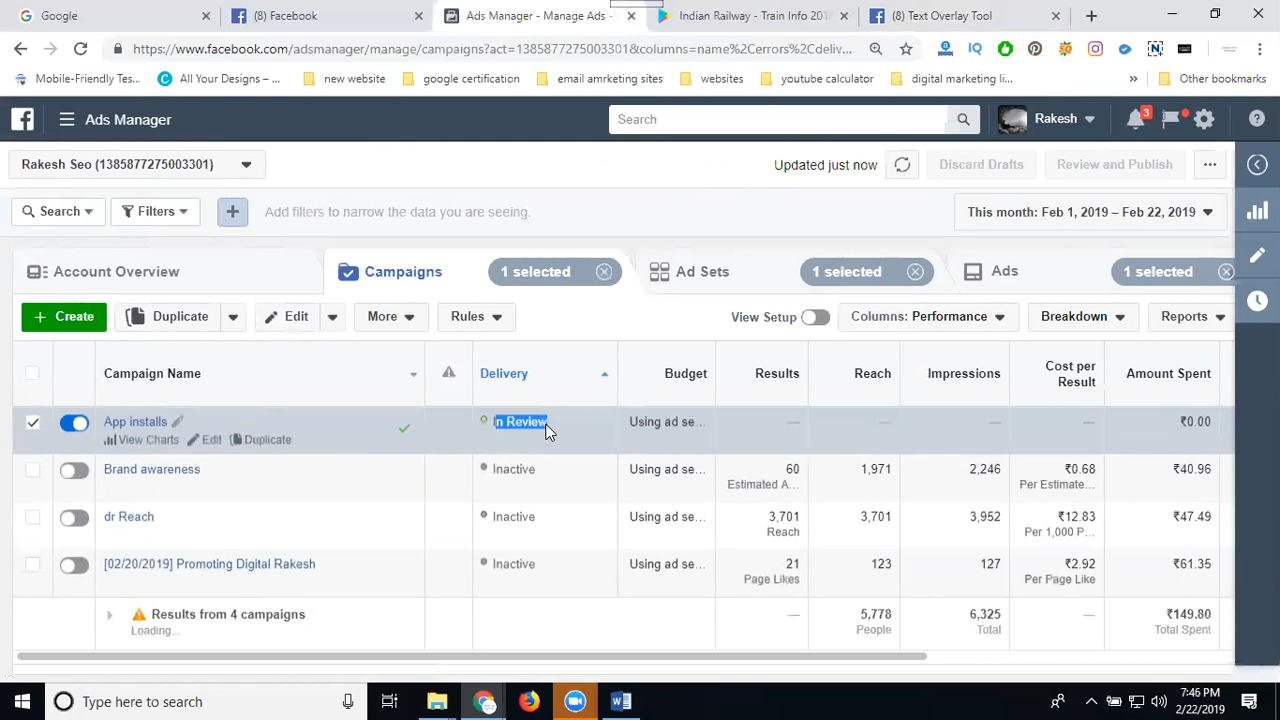 Google
(8) Facebook
Ads Manager - Manage Ads -
Indian Railway - Train Info 201
(8) Text Overlay Tool
https://www.facebook.com/adsmanager/manage/campaigns?act=1385877275003301&columns=name%2Cerrors%2Cdeliv...
Mobile-Friendly Tes...
All Your Designs – ...
new website
google certification
email amrketing sites
websites
youtube calculator
digital marketing li...
»
Other bookmarks
Ads Manager
Search
Rakesh
3
Rakesh Seo (1385877275003301)
Updated just now
Discard Drafts
Review and Publish
Search
Filters
Add filters to narrow the data you are seeing.
This month: Feb 1, 2019 – Feb 22, 2019
Account Overview
Campaigns
1 selected
Ad Sets
1 selected
Ads
1 selected
+ Create
Duplicate
Edit
More
Rules
View Setup
Columns: Performance
Breakdown
Reports
Campaign Name
Delivery
Budget
Results
Reach
Impressions
Cost per Result
Amount Spent
App installs
In Review
Using ad se...
—
—
—
—
₹0.00
View Charts
Edit
Duplicate
Brand awareness
Inactive
Using ad se...
60
1,971
2,246
₹0.68
₹40.96
Estimated A...
Per Estimate...
dr Reach
Inactive
Using ad se...
3,701
3,701
3,952
₹12.83
₹47.49
Reach
Per 1,000 P...
[02/20/2019] Promoting Digital Rakesh
Inactive
Using ad se...
21
123
127
₹2.92
₹61.35
Page Likes
Per Page Like
Results from 4 campaigns
—
5,778
6,325
—
₹149.80
Loading...
People
Total
Total Spent
Type here to search
7:46 PM
2/22/2019